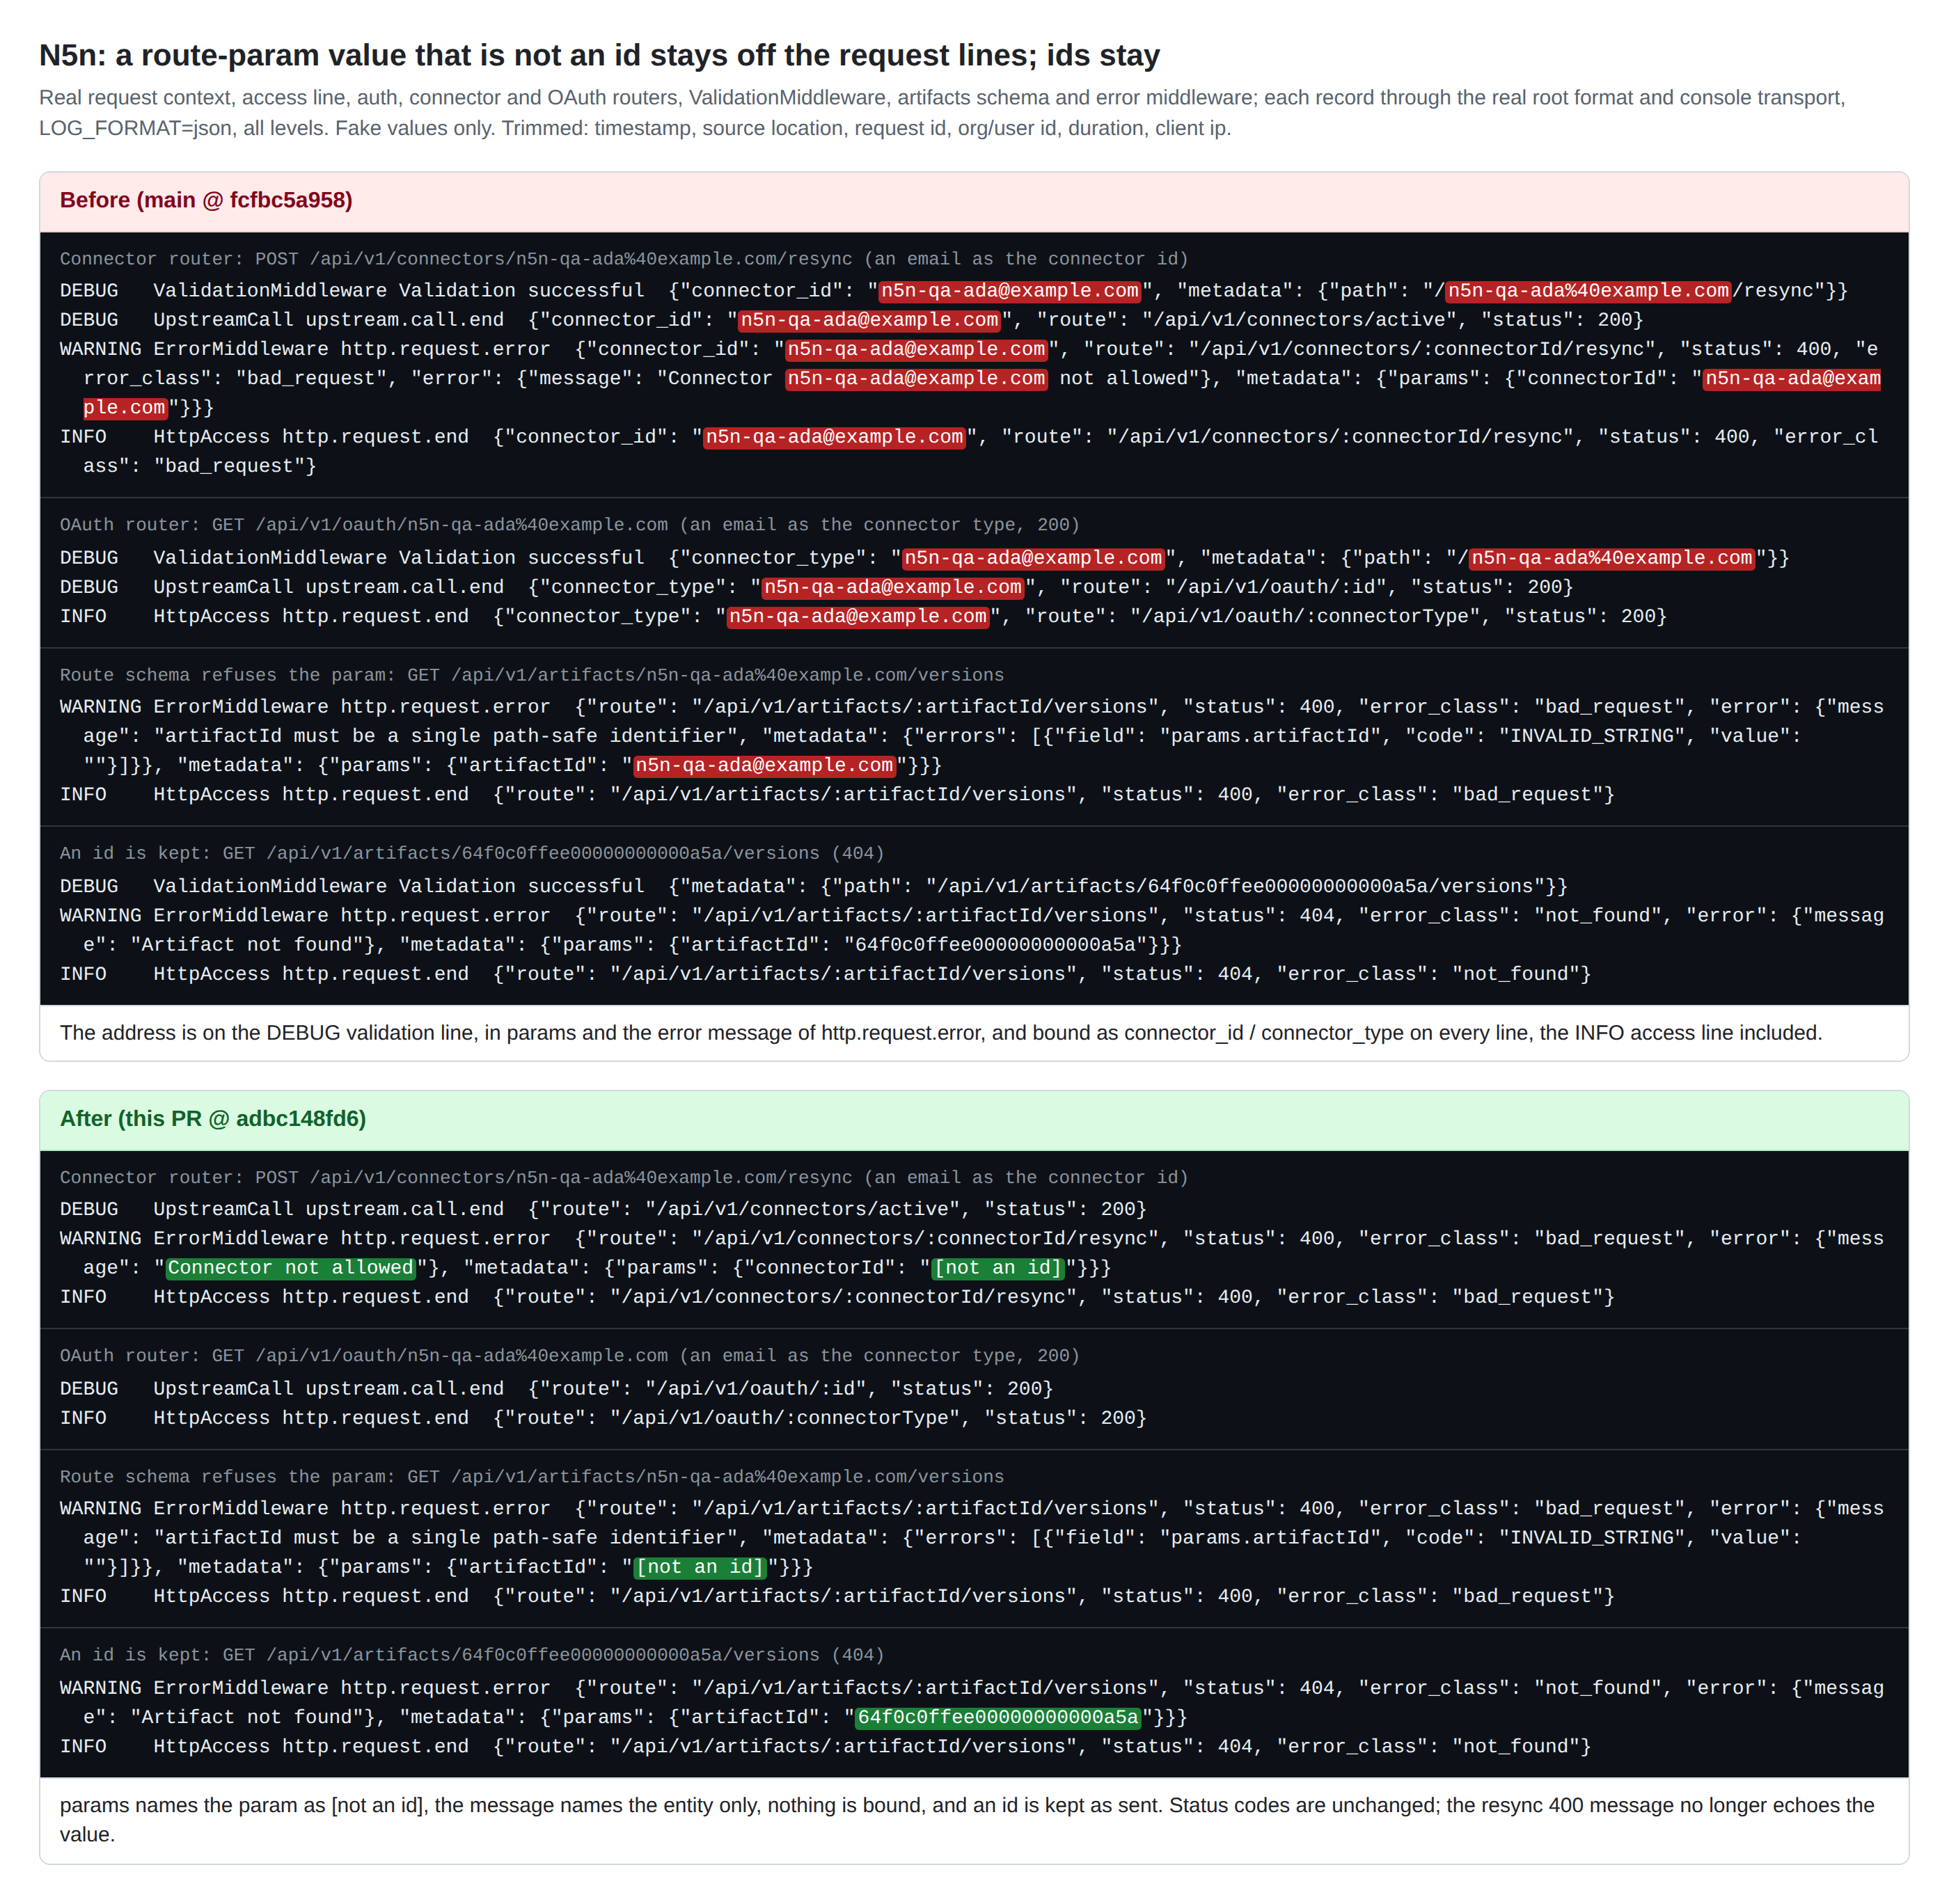 N5n: a route-param value that is not an id stays off the request lines; ids stay
Real request context, access line, auth, connector and OAuth routers, ValidationMiddleware, artifacts schema and error middleware; each record through the real root format and console transport,
LOG_FORMAT=json, all levels. Fake values only. Trimmed: timestamp, source location, request id, org/user id, duration, client ip.
Before (main @ fcfbc5a958)
Connector router: POST /api/v1/connectors/n5n-qa-ada%40example.com/resync (an email as the connector id)
DEBUG   ValidationMiddleware Validation successful  {"connector_id": "n5n-qa-ada@example.com", "metadata": {"path": "/n5n-qa-ada%40example.com/resync"}}
DEBUG   UpstreamCall upstream.call.end  {"connector_id": "n5n-qa-ada@example.com", "route": "/api/v1/connectors/active", "status": 200}
WARNING ErrorMiddleware http.request.error  {"connector_id": "n5n-qa-ada@example.com", "route": "/api/v1/connectors/:connectorId/resync", "status": 400, "e
rror_class": "bad_request", "error": {"message": "Connector n5n-qa-ada@example.com not allowed"}, "metadata": {"params": {"connectorId": "n5n-qa-ada@exam
ple.com"}}}
INFO    HttpAccess http.request.end  {"connector_id": "n5n-qa-ada@example.com", "route": "/api/v1/connectors/:connectorId/resync", "status": 400, "error_cl
ass": "bad_request"}
OAuth router: GET /api/v1/oauth/n5n-qa-ada%40example.com (an email as the connector type, 200)
DEBUG   ValidationMiddleware Validation successful  {"connector_type": "n5n-qa-ada@example.com", "metadata": {"path": "/n5n-qa-ada%40example.com"}}
DEBUG   UpstreamCall upstream.call.end  {"connector_type": "n5n-qa-ada@example.com", "route": "/api/v1/oauth/:id", "status": 200}
INFO    HttpAccess http.request.end  {"connector_type": "n5n-qa-ada@example.com", "route": "/api/v1/oauth/:connectorType", "status": 200}
Route schema refuses the param: GET /api/v1/artifacts/n5n-qa-ada%40example.com/versions
WARNING ErrorMiddleware http.request.error  {"route": "/api/v1/artifacts/:artifactId/versions", "status": 400, "error_class": "bad_request", "error": {"mess
age": "artifactId must be a single path-safe identifier", "metadata": {"errors": [{"field": "params.artifactId", "code": "INVALID_STRING", "value":
""}]}}, "metadata": {"params": {"artifactId": "n5n-qa-ada@example.com"}}}
INFO    HttpAccess http.request.end  {"route": "/api/v1/artifacts/:artifactId/versions", "status": 400, "error_class": "bad_request"}
An id is kept: GET /api/v1/artifacts/64f0c0ffee00000000000a5a/versions (404)
DEBUG   ValidationMiddleware Validation successful  {"metadata": {"path": "/api/v1/artifacts/64f0c0ffee00000000000a5a/versions"}}
WARNING ErrorMiddleware http.request.error  {"route": "/api/v1/artifacts/:artifactId/versions", "status": 404, "error_class": "not_found", "error": {"messag
e": "Artifact not found"}, "metadata": {"params": {"artifactId": "64f0c0ffee00000000000a5a"}}}
INFO    HttpAccess http.request.end  {"route": "/api/v1/artifacts/:artifactId/versions", "status": 404, "error_class": "not_found"}
The address is on the DEBUG validation line, in params and the error message of http.request.error, and bound as connector_id / connector_type on every line, the INFO access line included.
After (this PR @ adbc148fd6)
Connector router: POST /api/v1/connectors/n5n-qa-ada%40example.com/resync (an email as the connector id)
DEBUG   UpstreamCall upstream.call.end  {"route": "/api/v1/connectors/active", "status": 200}
WARNING ErrorMiddleware http.request.error  {"route": "/api/v1/connectors/:connectorId/resync", "status": 400, "error_class": "bad_request", "error": {"mess
age": "Connector not allowed"}, "metadata": {"params": {"connectorId": "[not an id]"}}}
INFO    HttpAccess http.request.end  {"route": "/api/v1/connectors/:connectorId/resync", "status": 400, "error_class": "bad_request"}
OAuth router: GET /api/v1/oauth/n5n-qa-ada%40example.com (an email as the connector type, 200)
DEBUG   UpstreamCall upstream.call.end  {"route": "/api/v1/oauth/:id", "status": 200}
INFO    HttpAccess http.request.end  {"route": "/api/v1/oauth/:connectorType", "status": 200}
Route schema refuses the param: GET /api/v1/artifacts/n5n-qa-ada%40example.com/versions
WARNING ErrorMiddleware http.request.error  {"route": "/api/v1/artifacts/:artifactId/versions", "status": 400, "error_class": "bad_request", "error": {"mess
age": "artifactId must be a single path-safe identifier", "metadata": {"errors": [{"field": "params.artifactId", "code": "INVALID_STRING", "value":
""}]}}, "metadata": {"params": {"artifactId": "[not an id]"}}}
INFO    HttpAccess http.request.end  {"route": "/api/v1/artifacts/:artifactId/versions", "status": 400, "error_class": "bad_request"}
An id is kept: GET /api/v1/artifacts/64f0c0ffee00000000000a5a/versions (404)
WARNING ErrorMiddleware http.request.error  {"route": "/api/v1/artifacts/:artifactId/versions", "status": 404, "error_class": "not_found", "error": {"messag
e": "Artifact not found"}, "metadata": {"params": {"artifactId": "64f0c0ffee00000000000a5a"}}}
INFO    HttpAccess http.request.end  {"route": "/api/v1/artifacts/:artifactId/versions", "status": 404, "error_class": "not_found"}
params names the param as [not an id], the message names the entity only, nothing is bound, and an id is kept as sent. Status codes are unchanged; the resync 400 message no longer echoes the
value.